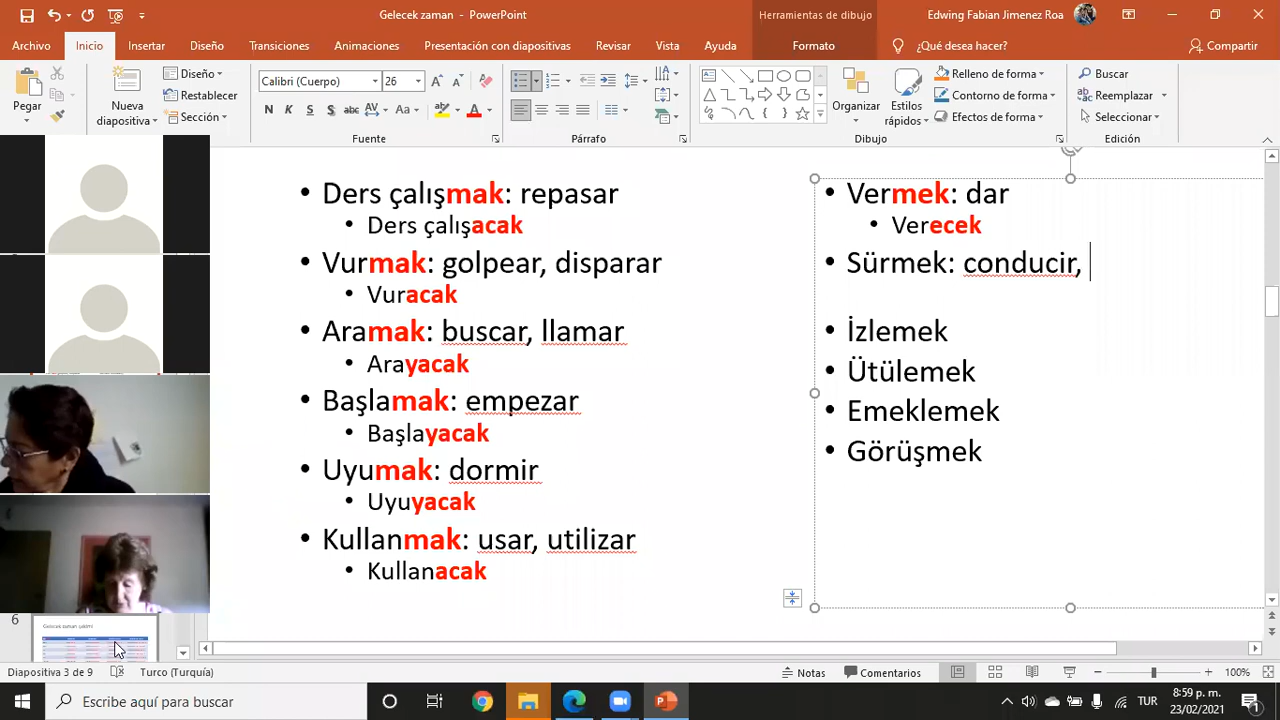 Gelecek zaman - PowerPoint
Herramientas de dibujo
Edwing Fabian Jimenez Roa
Archivo Inicio Insertar Diseño Transiciones Animaciones Presentación con diapositivas Revisar Vista Ayuda Formato ¿Qué desea hacer? Compartir
Pegar
Nueva diapositiva
Diseño
Restablecer
Sección
Calibri (Cuerpo) 26
N K S abc AV Aa
Fuente
Párrafo
Organizar
Estilos rápidos
Relleno de forma
Contorno de forma
Efectos de forma
Dibujo
Buscar
Reemplazar
Seleccionar
Edición
• Ders çalışmak: repasar
• Ders çalışacak
• Vurmak: golpear, disparar
• Vuracak
• Aramak: buscar, llamar
• Arayacak
• Başlamak: empezar
• Başlayacak
• Uyumak: dormir
• Uyuyacak
• Kullanmak: usar, utilizar
• Kullanacak
• Vermek: dar
• Verecek
• Sürmek: conducir,
• İzlemek
• Ütülemek
• Emeklemek
• Görüşmek
6
Gelecek zaman
Diapositiva 3 de 9 Turco (Turquía) Notas Comentarios 100%
Escribe aquí para buscar
TUR
8:59 p. m.
23/02/2021